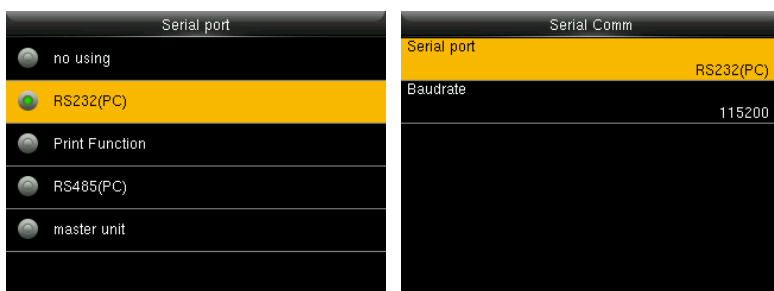 Serial port
no using
RS232(PC)
Print Function
RS485(PC)
master unit
Serial Comm
Serial port
RS232(PC)
Baudrate
115200